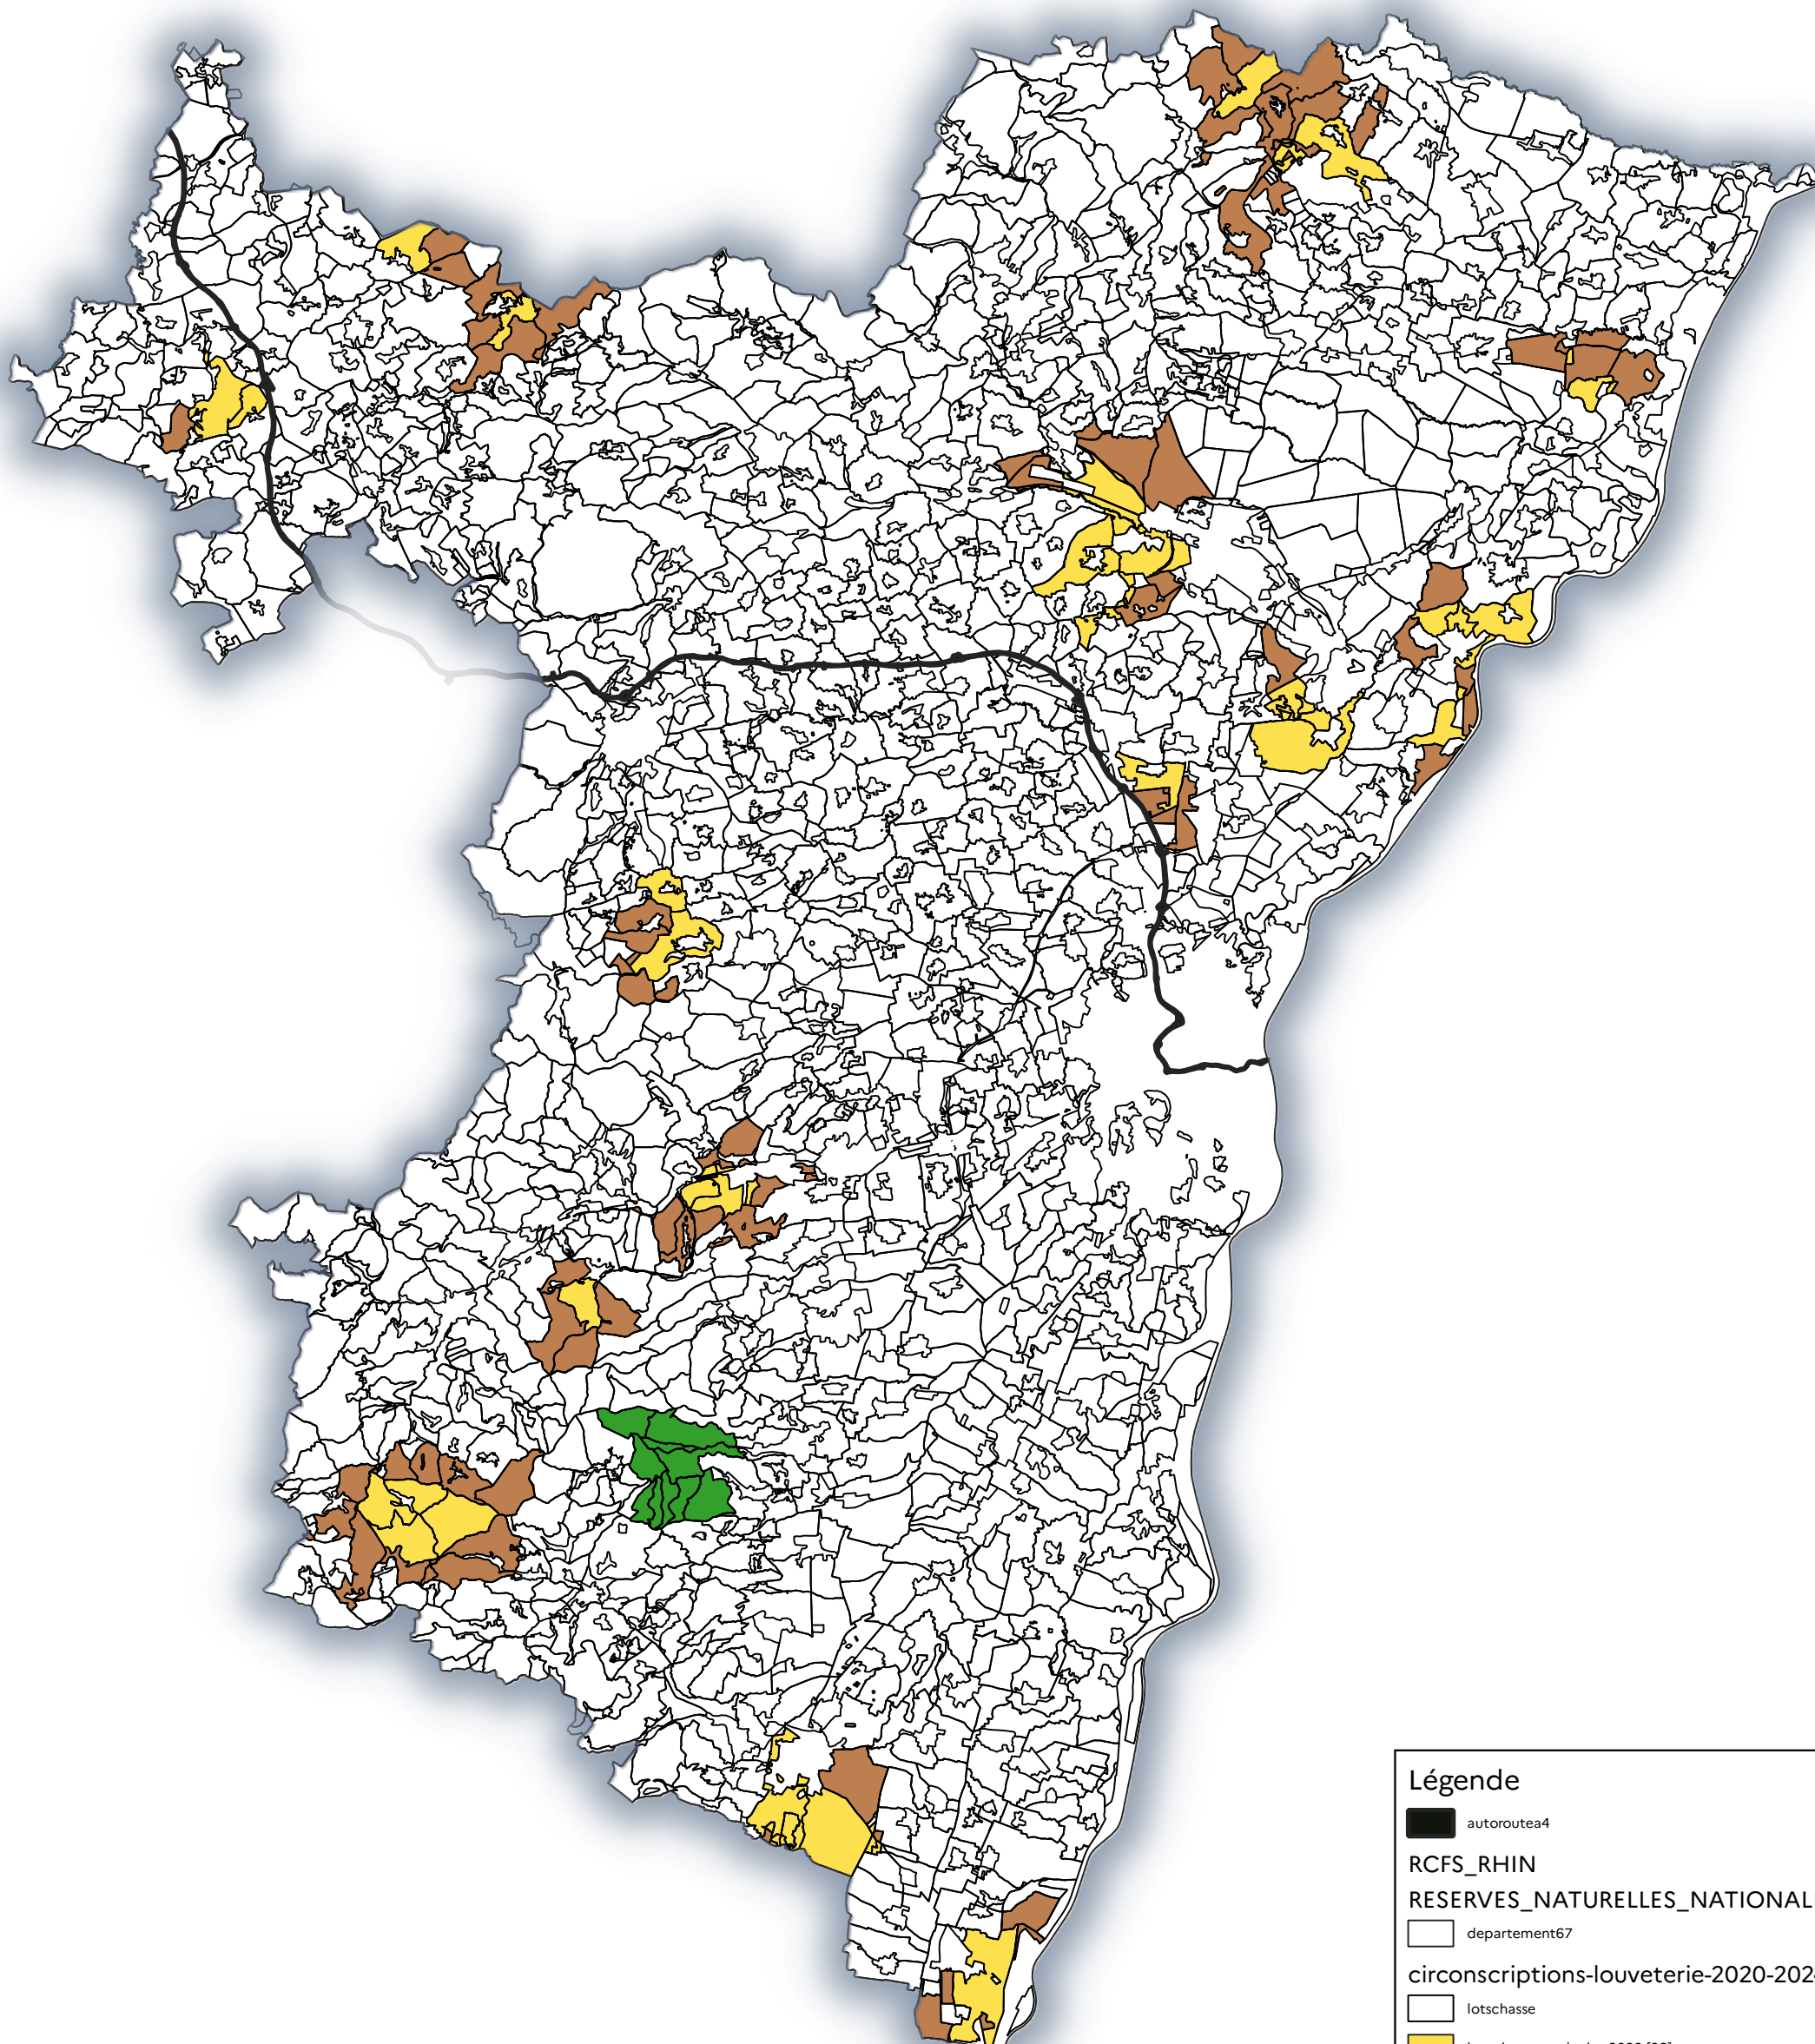 Légende
autoroutea4
RCFS_RHIN
RESERVES_NATURELLES_NATIONAL
departement67
circonscriptions-louveterie-2020-202
lotschasse